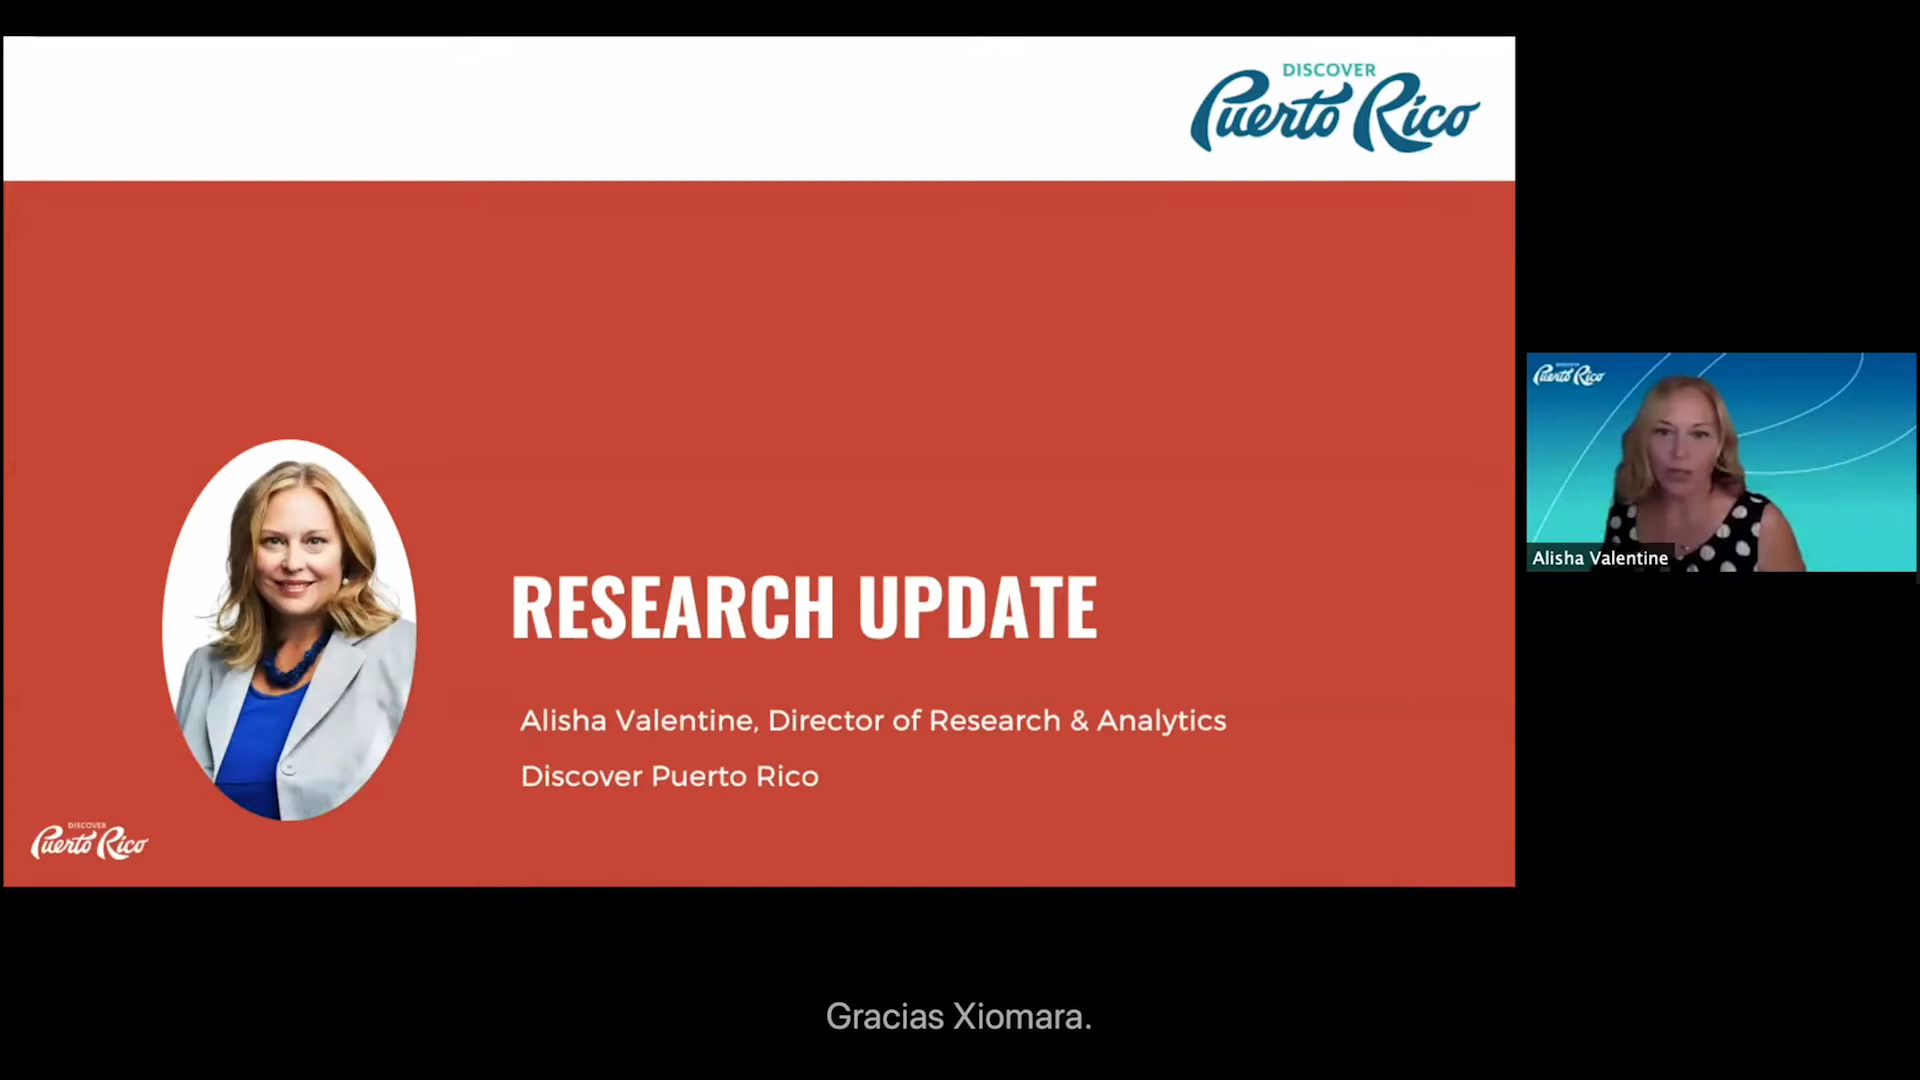 DISCOVER
Puerto Rico
RESEARCH UPDATE
Alisha Valentine, Director of Research & Analytics
Discover Puerto Rico
DISCOVER
Puerto Rico
Puerto Rico
Alisha Valentine
Gracias Xiomara.